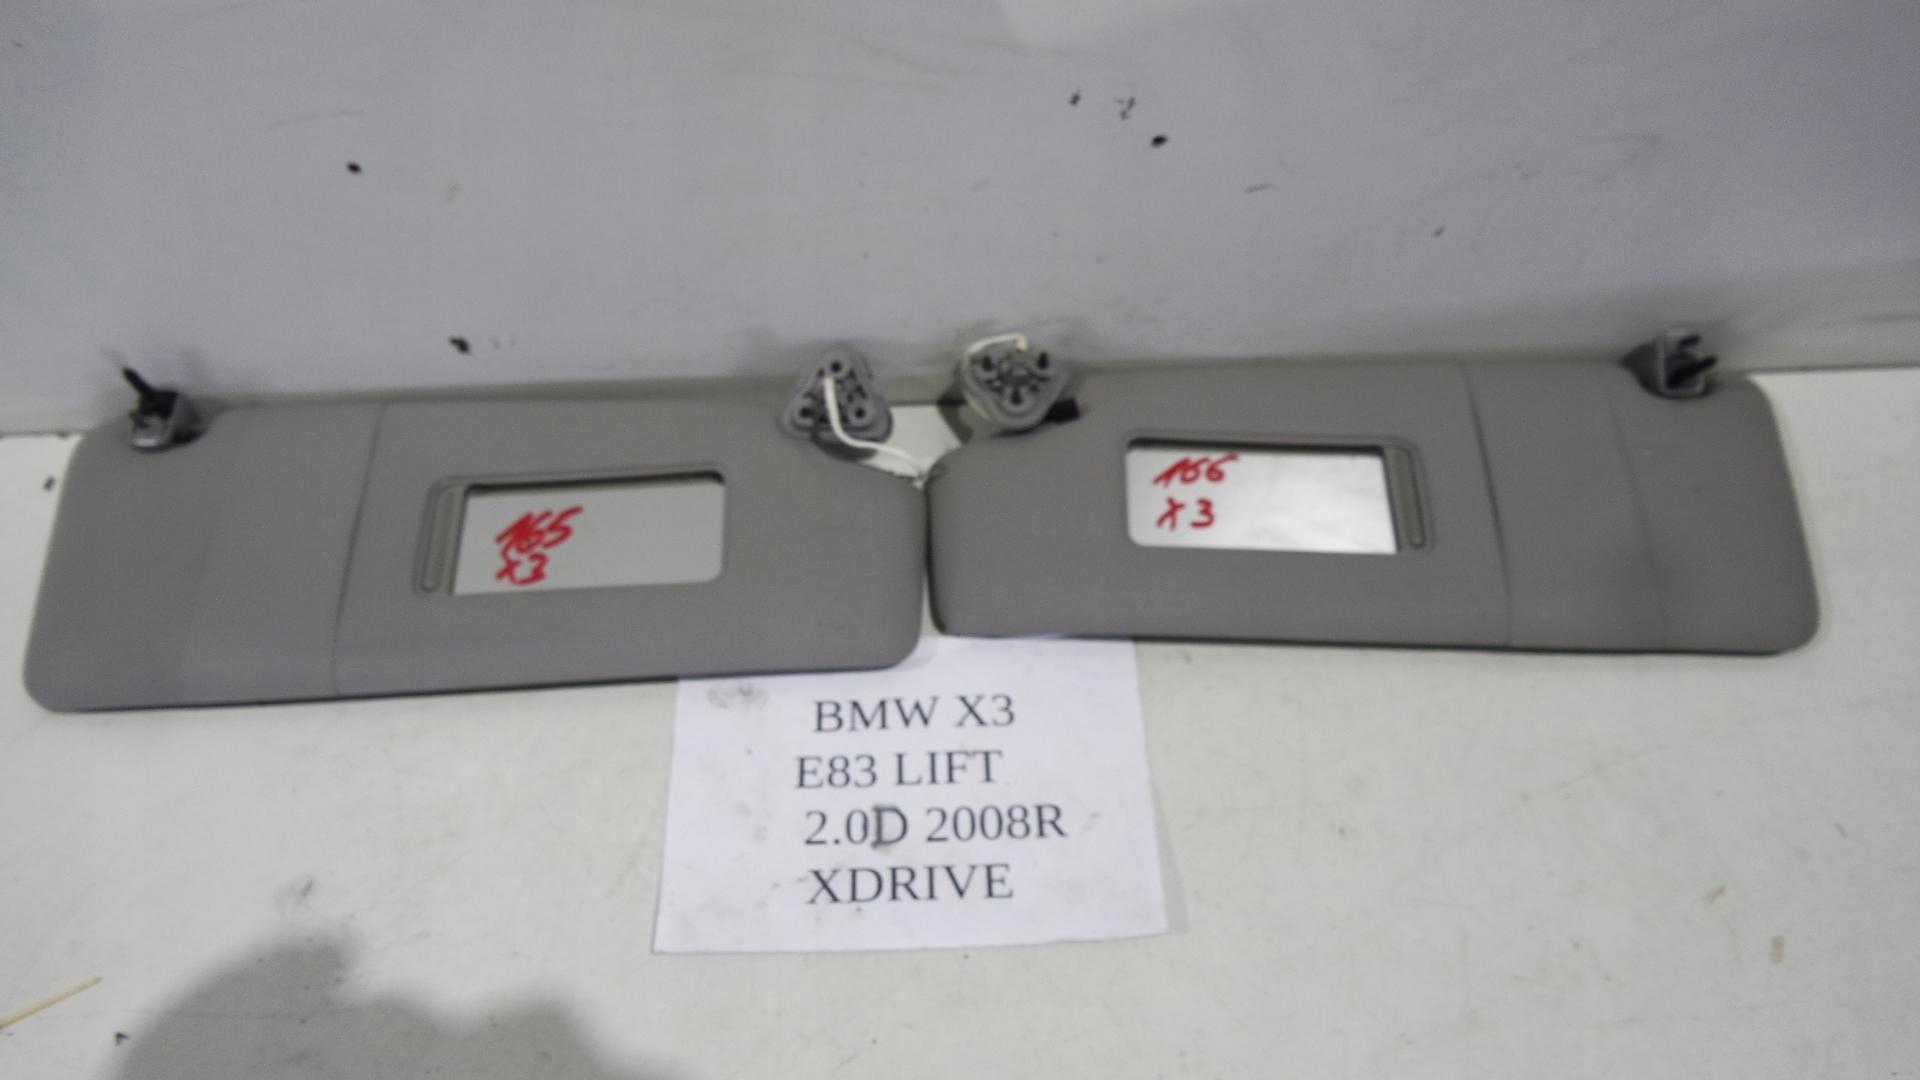 165
X3
166
X3
BMW X3
E83 LIFT
2.0D 2008R
XDRIVE